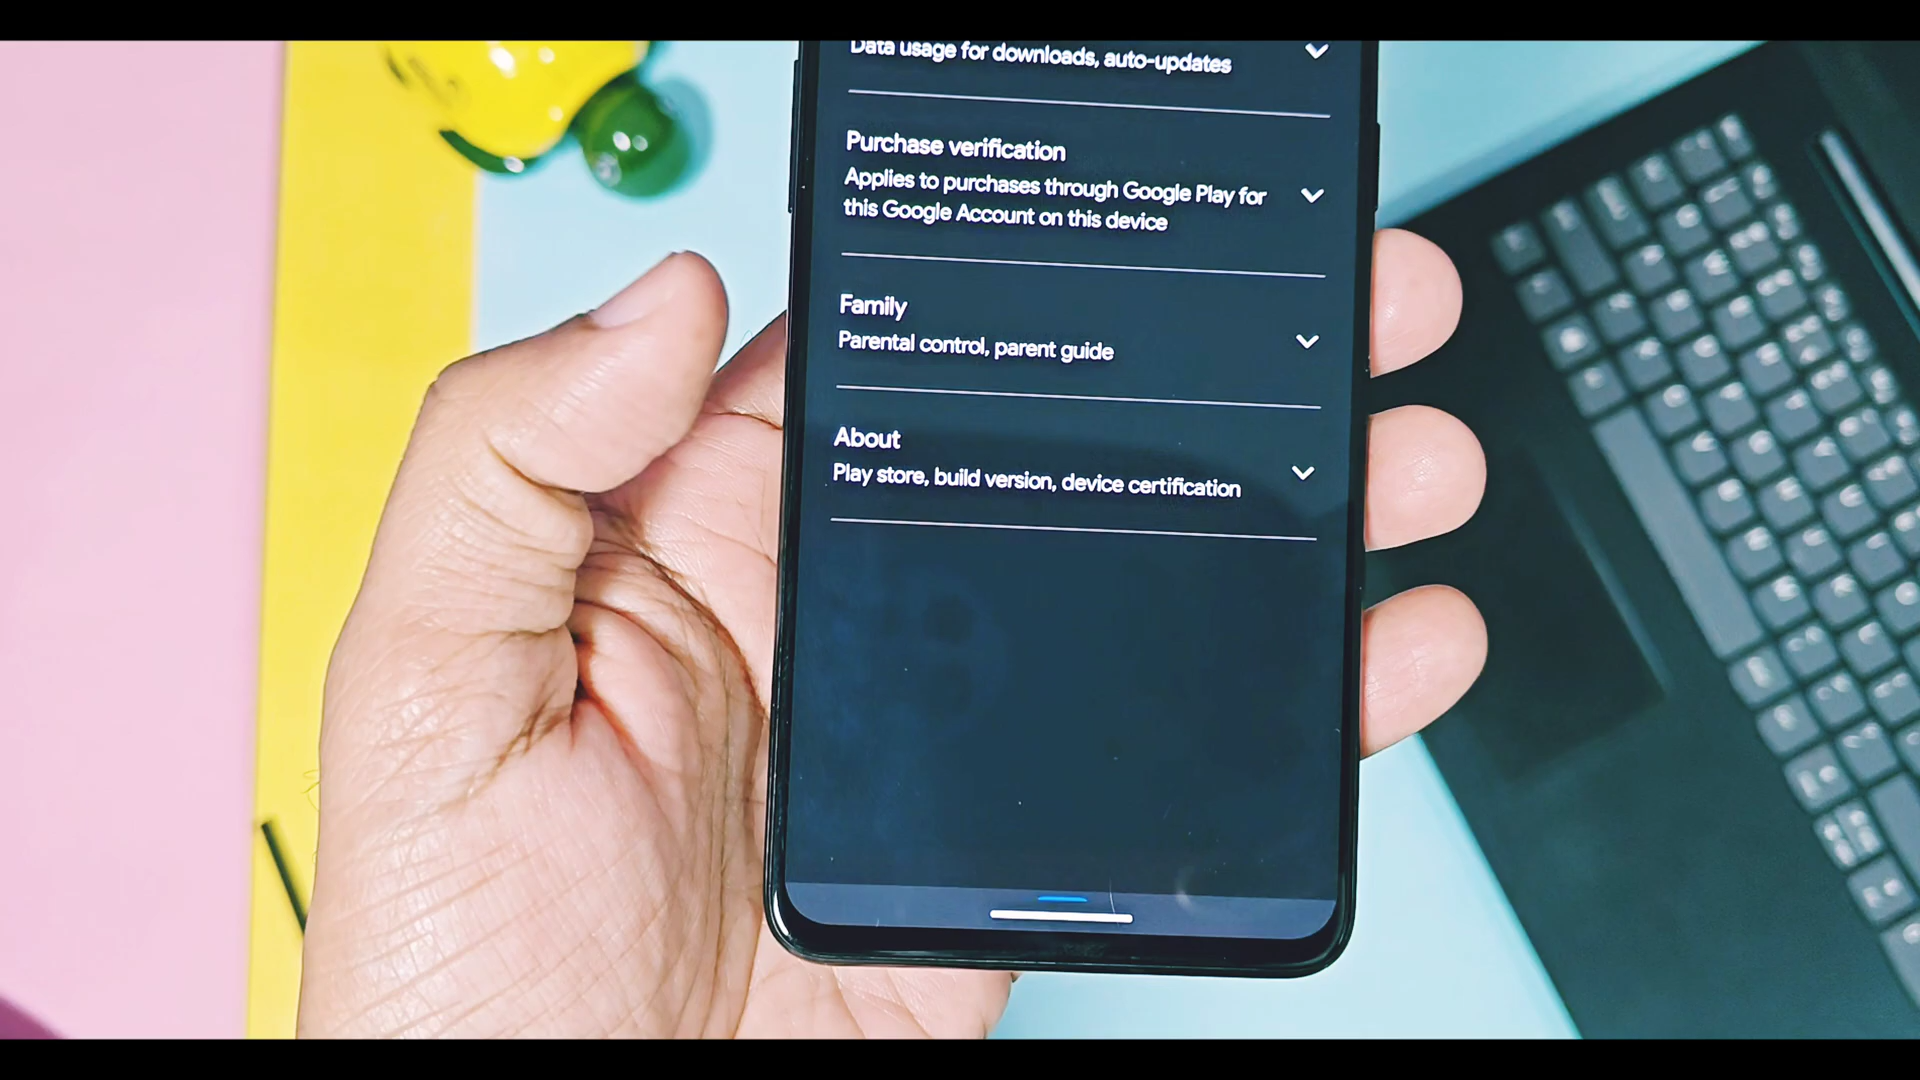 Data usage for downloads, auto-updates
Purchase verification
Applies to purchases through Google Play for
this Google Account on this device
Family
Parental control, parent guide
About
Play store, build version, device certification